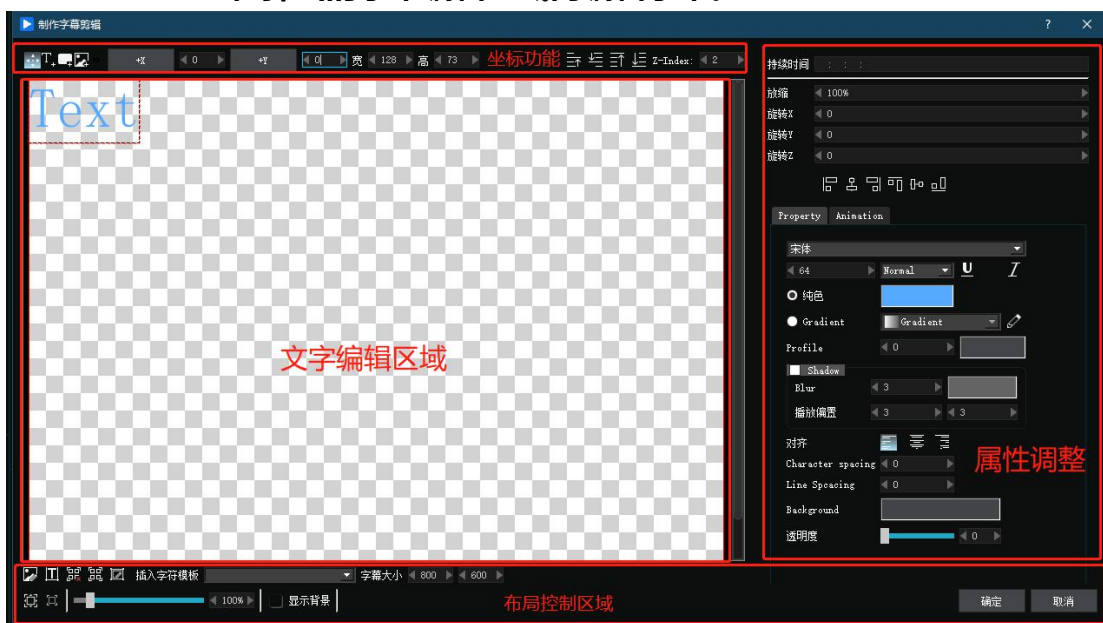 制作字幕剪辑
+X 0 +Y 0 宽 128 高 73 坐标功能 Z-Index: 2
Text
文字编辑区域
持续时间 : : :
放缩 100%
旋转X 0
旋转Y 0
旋转Z 0
Property Animation
宋体
64 Normal U I
纯色
Gradient Gradient
Profile 0
Shadow
Blur 3
播放偏置 3 3
对齐
Character spacing 0
属性调整
Line Spcacing 0
Background
透明度 0
插入字符模板 字幕大小 800 600
100% 显示背景
布局控制区域
确定 取消